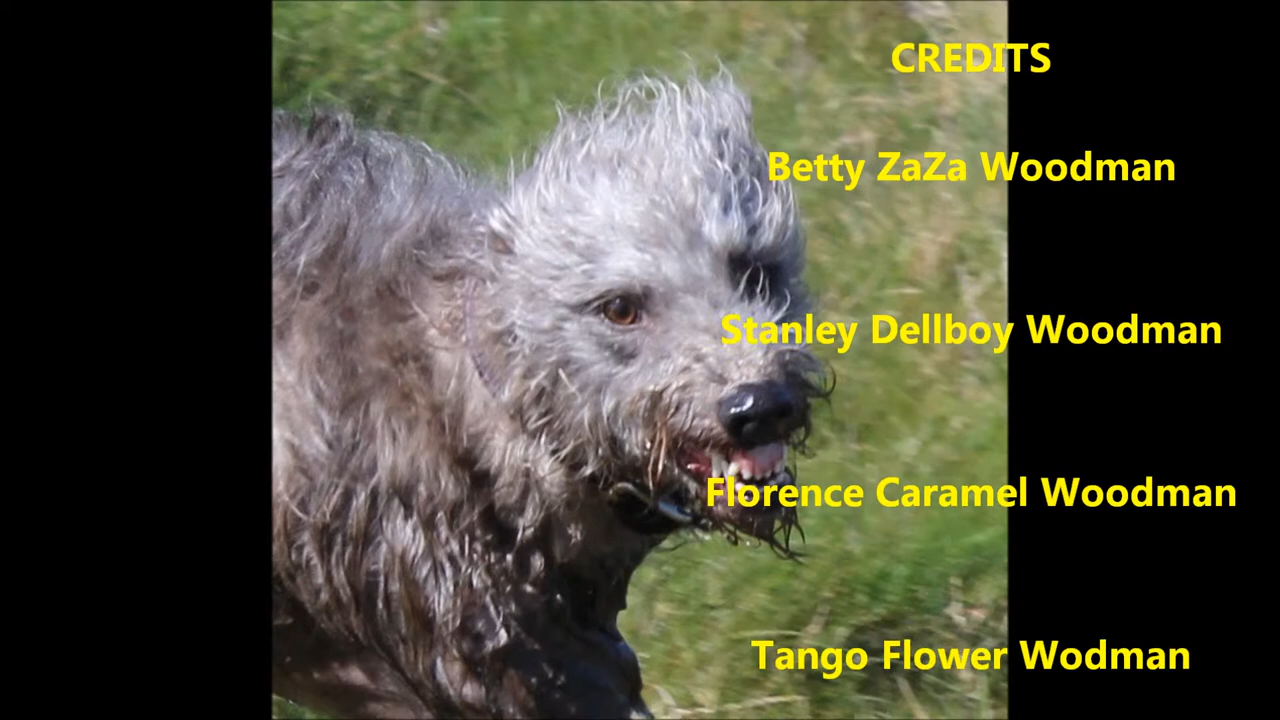 CREDITS
Betty ZaZa Woodman
Stanley Dellboy Woodman
Florence Caramel Woodman
Tango Flower Wodman